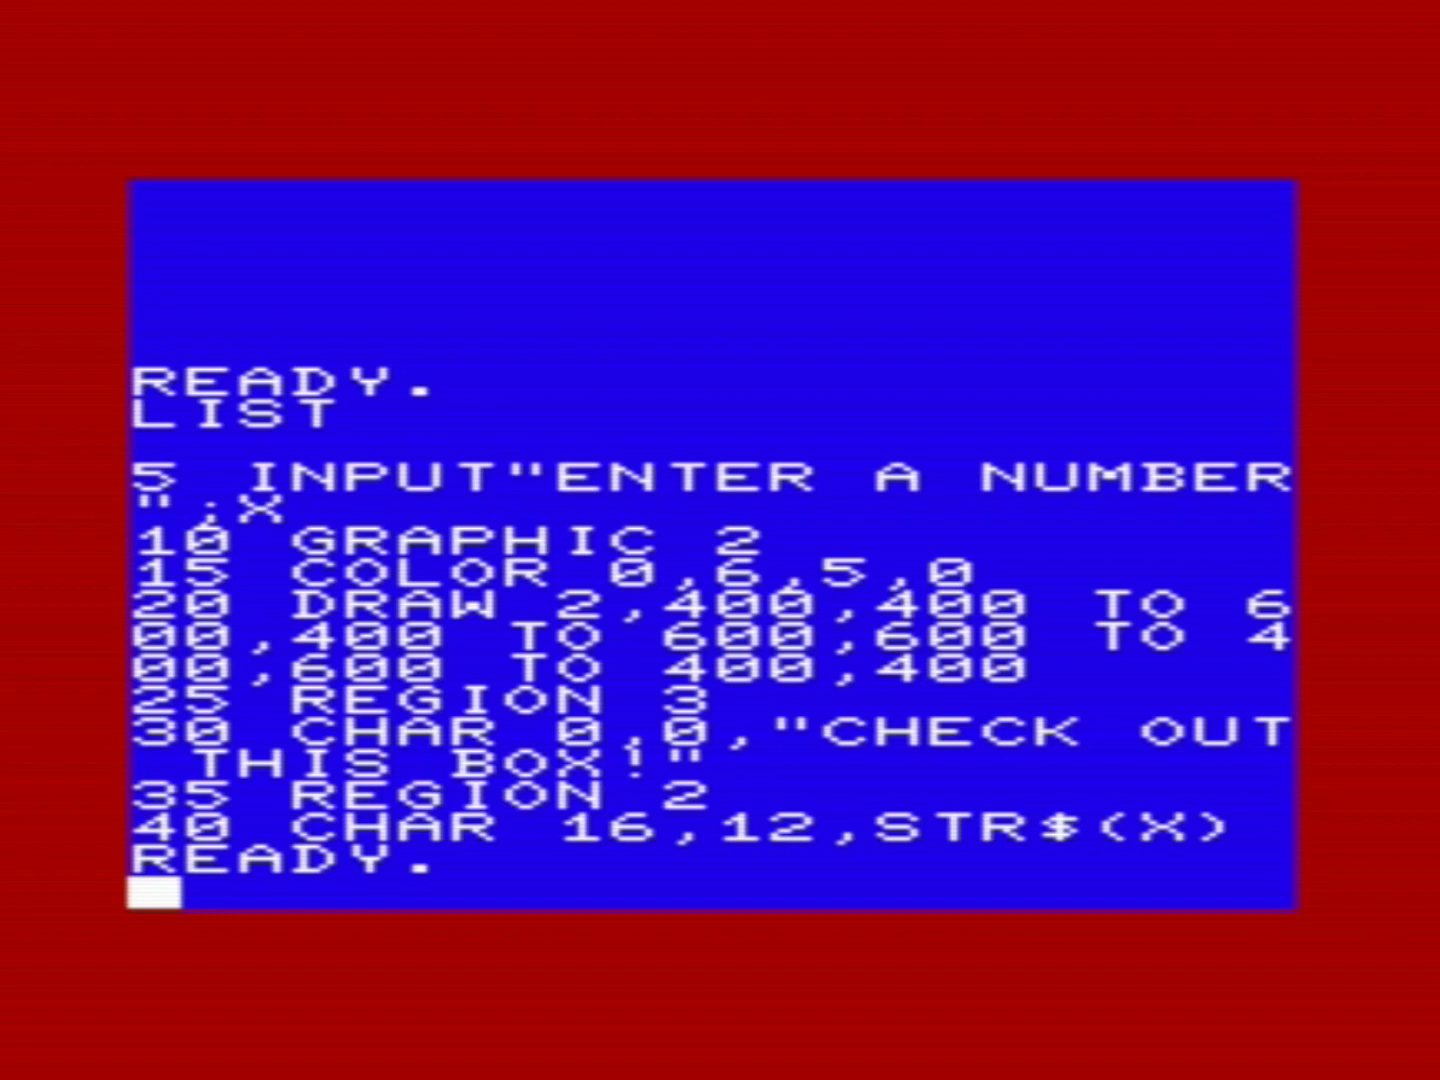 READY.
LIST
5 INPUT"ENTER A NUMBER
";X
10 GRAPHIC 2
15 COLOR 0,6,5,0
20 DRAW 2,400,400 TO 6
00,400 TO 600,600 TO 4
00,600 TO 400,400
25 REGION 3
30 CHAR 0,0,"CHECK OUT
 THIS BOX!"
35 REGION 2
40 CHAR 16,12,STR$(X)
READY.